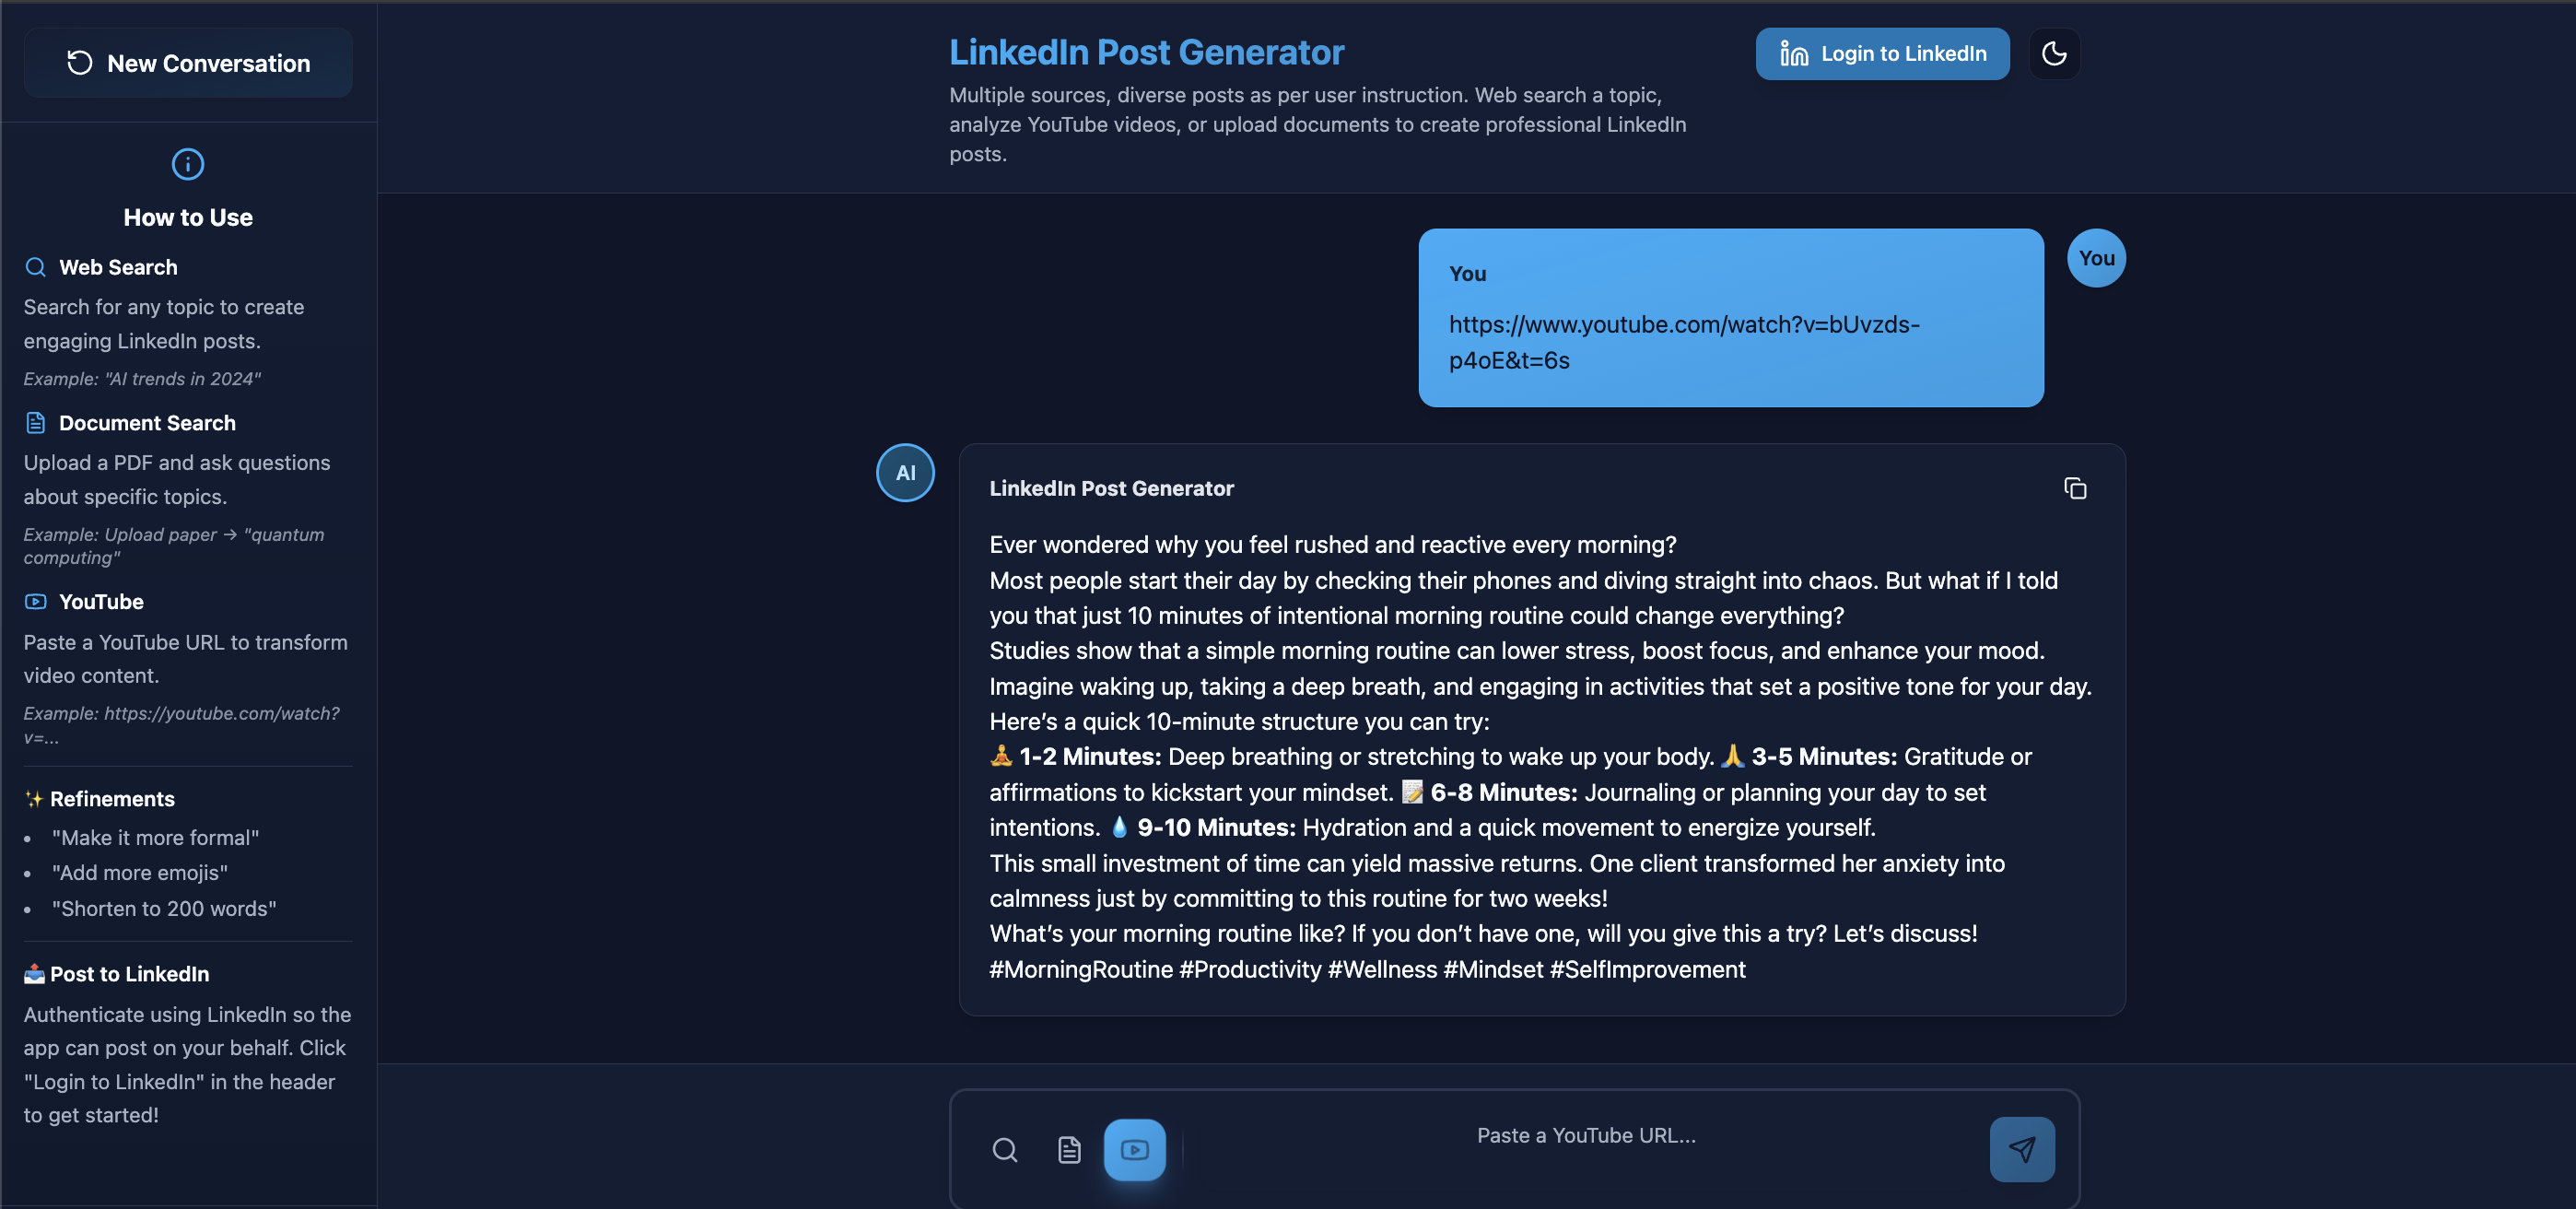 New Conversation
How to Use
Web Search
Search for any topic to create
engaging LinkedIn posts.
Example: "AI trends in 2024"
Document Search
Upload a PDF and ask questions
about specific topics.
Example: Upload paper → "quantum
computing"
YouTube
Paste a YouTube URL to transform
video content.
Example: https://youtube.com/watch?
v=...
✨ Refinements
• "Make it more formal"
• "Add more emojis"
• "Shorten to 200 words"
📤 Post to LinkedIn
Authenticate using LinkedIn so the
app can post on your behalf. Click
"Login to LinkedIn" in the header
to get started!
LinkedIn Post Generator
Multiple sources, diverse posts as per user instruction. Web search a topic,
analyze YouTube videos, or upload documents to create professional LinkedIn
posts.
in Login to LinkedIn
You
You
https://www.youtube.com/watch?v=bUvzds-
p4oE&t=6s
AI
LinkedIn Post Generator
Ever wondered why you feel rushed and reactive every morning?
Most people start their day by checking their phones and diving straight into chaos. But what if I told
you that just 10 minutes of intentional morning routine could change everything?
Studies show that a simple morning routine can lower stress, boost focus, and enhance your mood.
Imagine waking up, taking a deep breath, and engaging in activities that set a positive tone for your day.
Here’s a quick 10-minute structure you can try:
🧘 1-2 Minutes: Deep breathing or stretching to wake up your body. 🙏 3-5 Minutes: Gratitude or
affirmations to kickstart your mindset. 📝 6-8 Minutes: Journaling or planning your day to set
intentions. 💧 9-10 Minutes: Hydration and a quick movement to energize yourself.
This small investment of time can yield massive returns. One client transformed her anxiety into
calmness just by committing to this routine for two weeks!
What’s your morning routine like? If you don’t have one, will you give this a try? Let’s discuss!
#MorningRoutine #Productivity #Wellness #Mindset #SelfImprovement
Paste a YouTube URL...